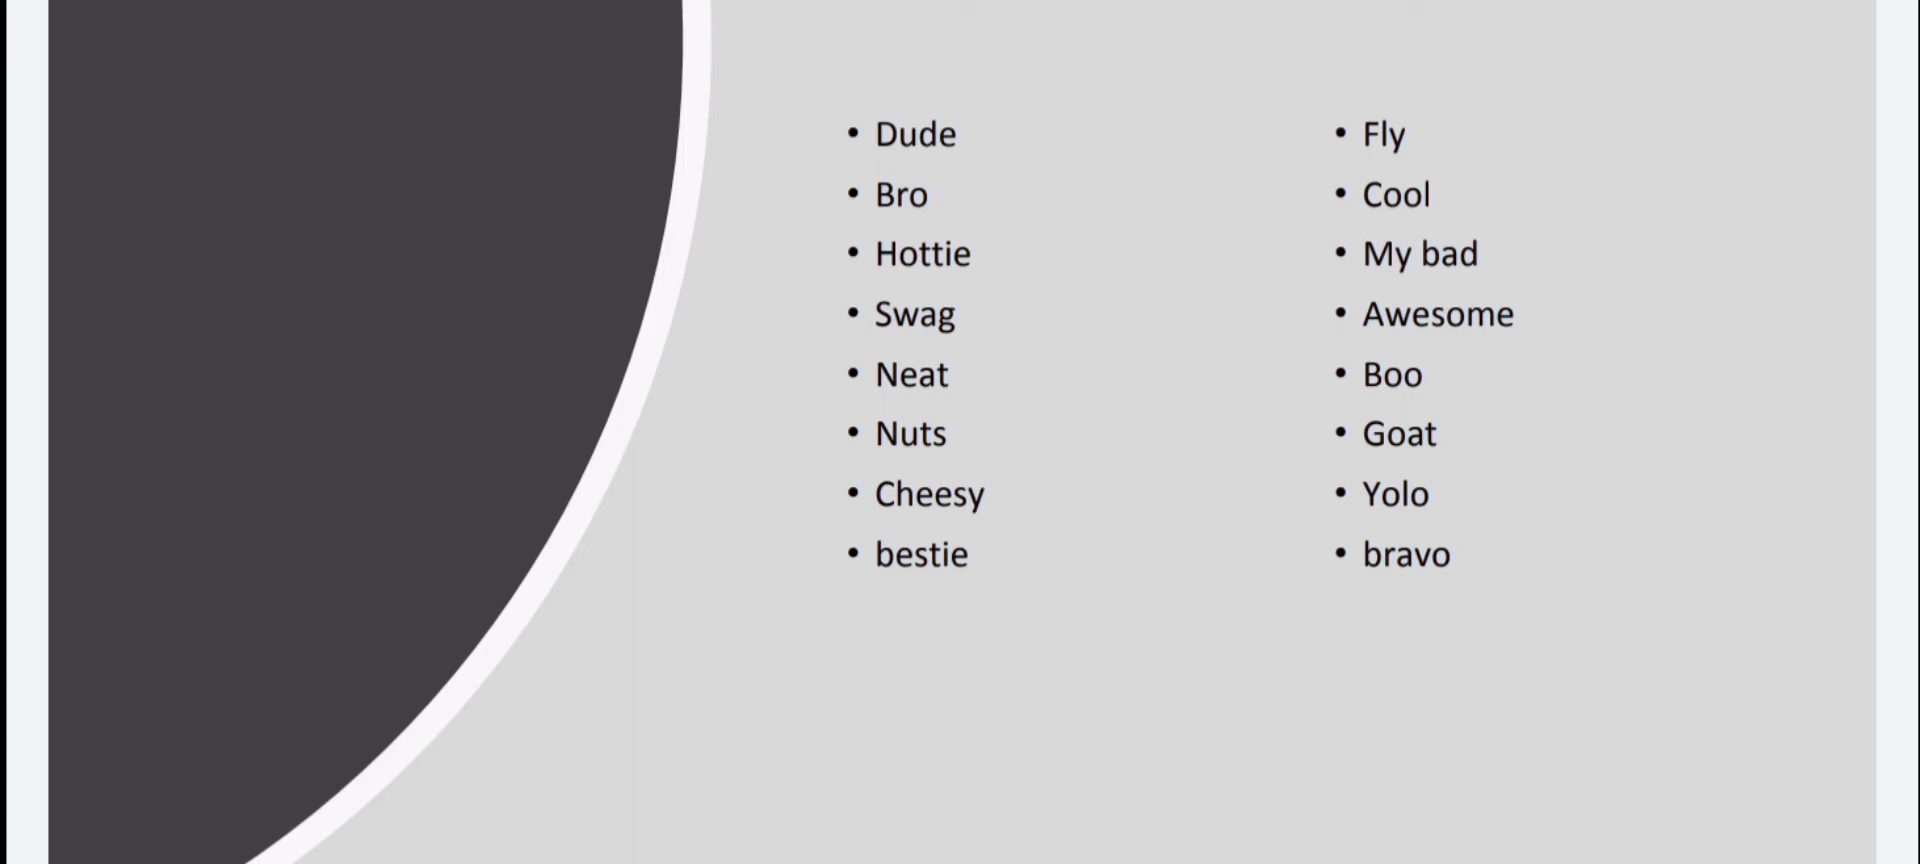 • Dude
• Bro
• Hottie
• Swag
• Neat
• Nuts
• Cheesy
• bestie
• Fly
• Cool
• My bad
• Awesome
• Boo
• Goat
• Yolo
• bravo